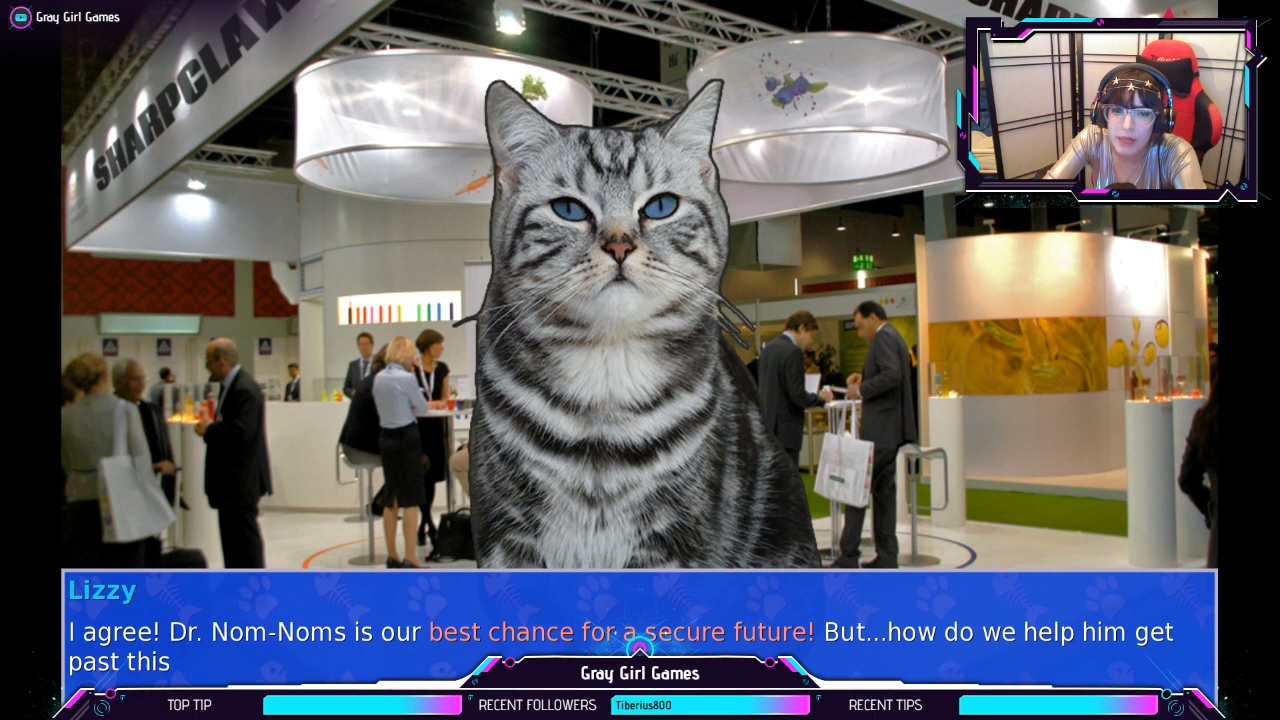 Gray Girl Games
SHARPCLAW
SHARP
Lizzy
I agree! Dr. Nom-Noms is our best chance for a secure future! But...how do we help him get
past this
Gray Girl Games
TOP TIP
RECENT FOLLOWERS
Tiberius800
RECENT TIPS